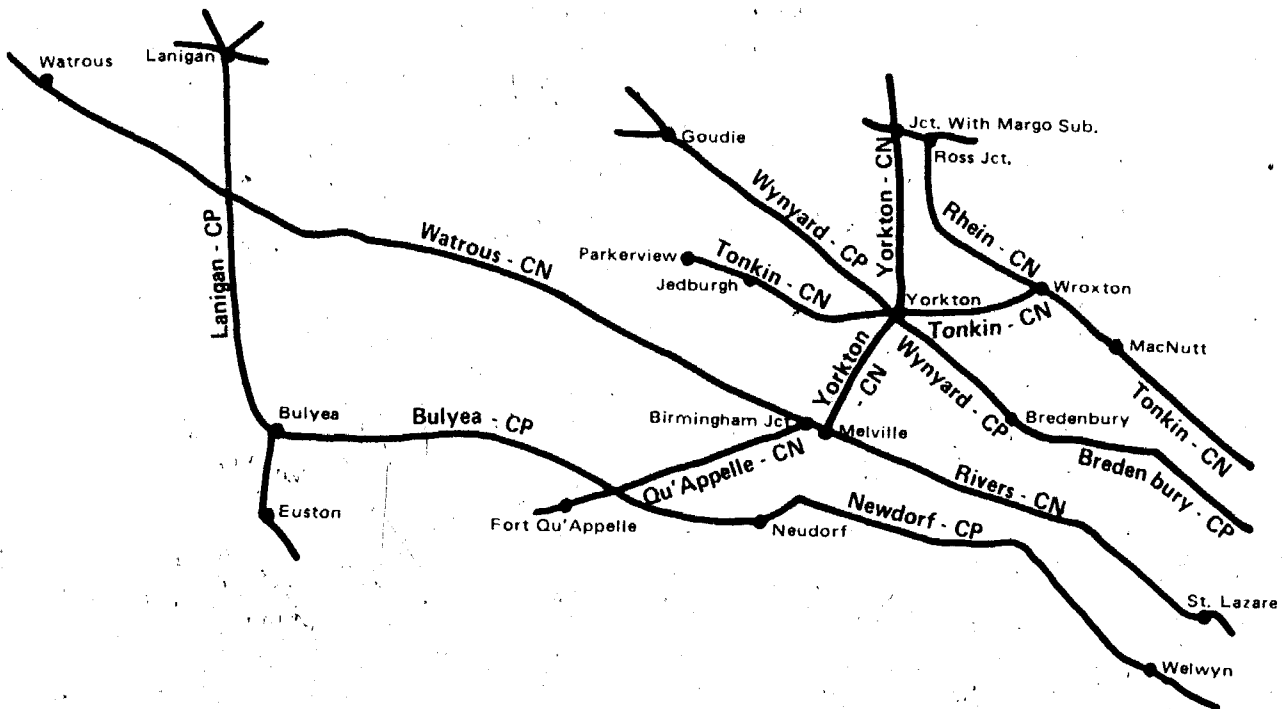 Watrous
Lanigan
Goudie
Jct. With Margo Sub.
Ross Jct.
Wynyard - CP
Yorkton - CN
Rhein - CN
Lanigan - CP
Watrous - CN
Parkerview
Tonkin - CN
Jedburgh
Wroxton
Yorkton
Tonkin - CN
MacNutt
Yorkton - CN
Wynyard - CP
Tonkin - CN
Bulyea
Bulyea - CP
Birmingham Jct
Melville
Bredenbury
Breden bury - CP
Qu'Appelle - CN
Rivers - CN
Euston
Fort Qu'Appelle
Neudorf
Newdorf - CP
St. Lazare
Welwyn